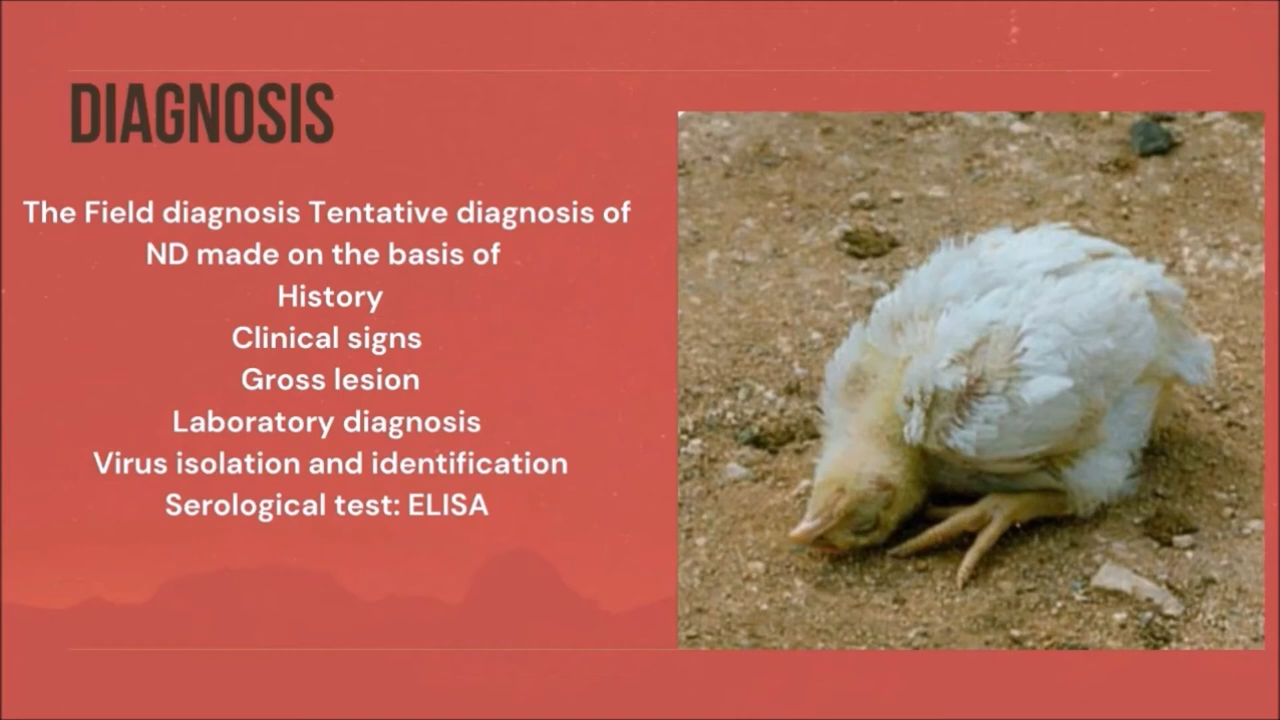 DIAGNOSIS
The Field diagnosis Tentative diagnosis of
ND made on the basis of
History
Clinical signs
Gross lesion
Laboratory diagnosis
Virus isolation and identification
Serological test: ELISA